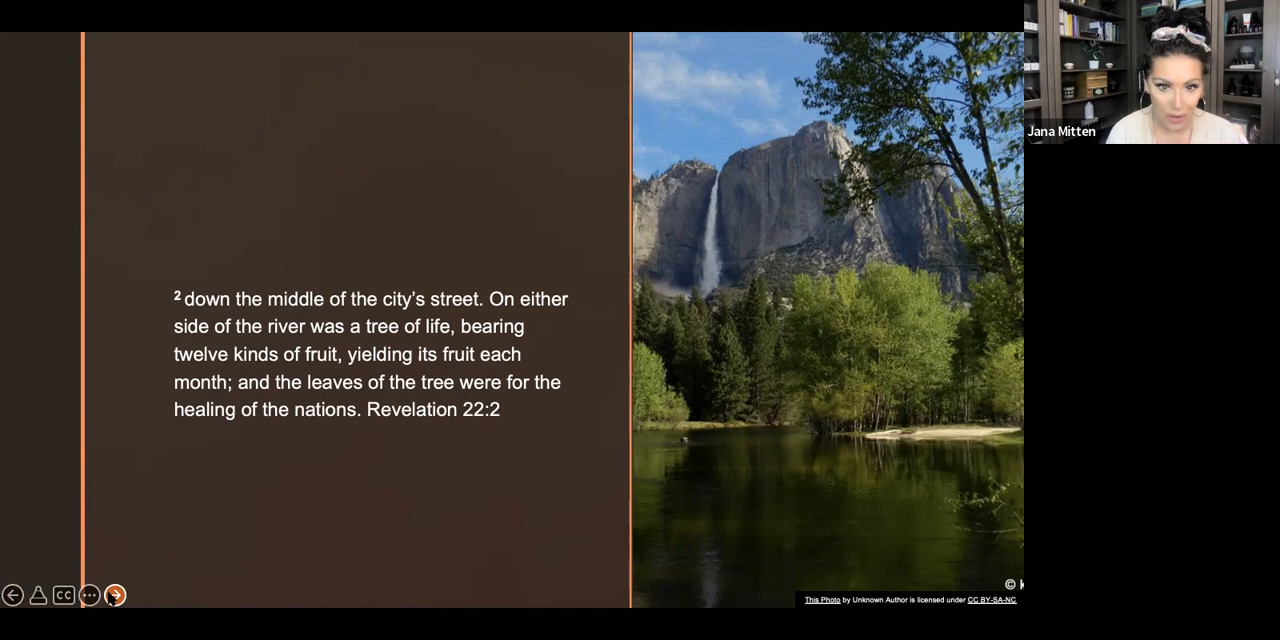 Jana Mitten
2 down the middle of the city’s street. On either
side of the river was a tree of life, bearing
twelve kinds of fruit, yielding its fruit each
month; and the leaves of the tree were for the
healing of the nations. Revelation 22:2
CC
©
This Photo by Unknown Author is licensed under CC BY-SA-NC